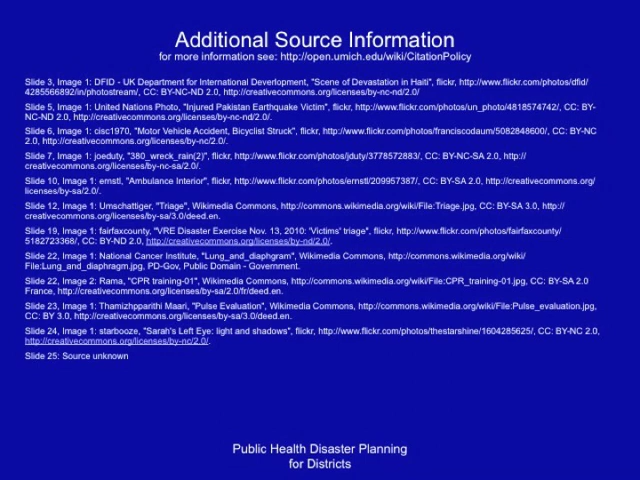 Additional Source Information
for more information see: http://open.umich.edu/wiki/CitationPolicy
Slide 3, Image 1: DFID - UK Department for International Deverlopment, "Scene of Devastation in Haiti", flickr, http://www.flickr.com/photos/dfid/
4285566892/in/photostream/, CC: BY-NC-ND 2.0, http://creativecommons.org/licenses/by-nc-nd/2.0/
Slide 5, Image 1: United Nations Photo, "Injured Pakistan Earthquake Victim", flickr, http://www.flickr.com/photos/un_photo/4818574742/, CC: BY-
NC-ND 2.0, http://creativecommons.org/licenses/by-nc-nd/2.0/.
Slide 6, Image 1: cisc1970, "Motor Vehicle Accident, Bicyclist Struck", flickr, http://www.flickr.com/photos/franciscodaum/5082848600/, CC: BY-NC
2.0, http://creativecommons.org/licenses/by-nc/2.0/.
Slide 7, Image 1: joeduty, "380_wreck_rain(2)", flickr, http://www.flickr.com/photos/jduty/3778572883/, CC: BY-NC-SA 2.0, http://
creativecommons.org/licenses/by-nc-sa/2.0/.
Slide 10, Image 1: ernstl, "Ambulance Interior", flickr, http://www.flickr.com/photos/ernstl/209957387/, CC: BY-SA 2.0, http://creativecommons.org/
licenses/by-sa/2.0/.
Slide 12, Image 1: Umschattiger, "Triage", Wikimedia Commons, http://commons.wikimedia.org/wiki/File:Triage.jpg, CC: BY-SA 3.0, http://
creativecommons.org/licenses/by-sa/3.0/deed.en.
Slide 19, Image 1: fairfaxcounty, "VRE Disaster Exercise Nov. 13, 2010: 'Victims' triage", flickr, http://www.flickr.com/photos/fairfaxcounty/
5182723368/, CC: BY-ND 2.0, http://creativecommons.org/licenses/by-nd/2.0/.
Slide 22, Image 1: National Cancer Institute, "Lung_and_diaphgram", Wikimedia Commons, http://commons.wikimedia.org/wiki/
File:Lung_and_diaphragm.jpg, PD-Gov, Public Domain - Government.
Slide 22, Image 2: Rama, "CPR training-01", Wikimedia Commons, http://commons.wikimedia.org/wiki/File:CPR_training-01.jpg, CC: BY-SA 2.0
France, http://creativecommons.org/licenses/by-sa/2.0/fr/deed.en.
Slide 23, Image 1: Thamizhpparithi Maari, "Pulse Evaluation", Wikimedia Commons, http://commons.wikimedia.org/wiki/File:Pulse_evaluation.jpg,
CC: BY 3.0, http://creativecommons.org/licenses/by-sa/3.0/deed.en.
Slide 24, Image 1: starbooze, "Sarah's Left Eye: light and shadows", flickr, http://www.flickr.com/photos/thestarshine/1604285625/, CC: BY-NC 2.0,
http://creativecommons.org/licenses/by-nc/2.0/.
Slide 25: Source unknown
Public Health Disaster Planning
for Districts